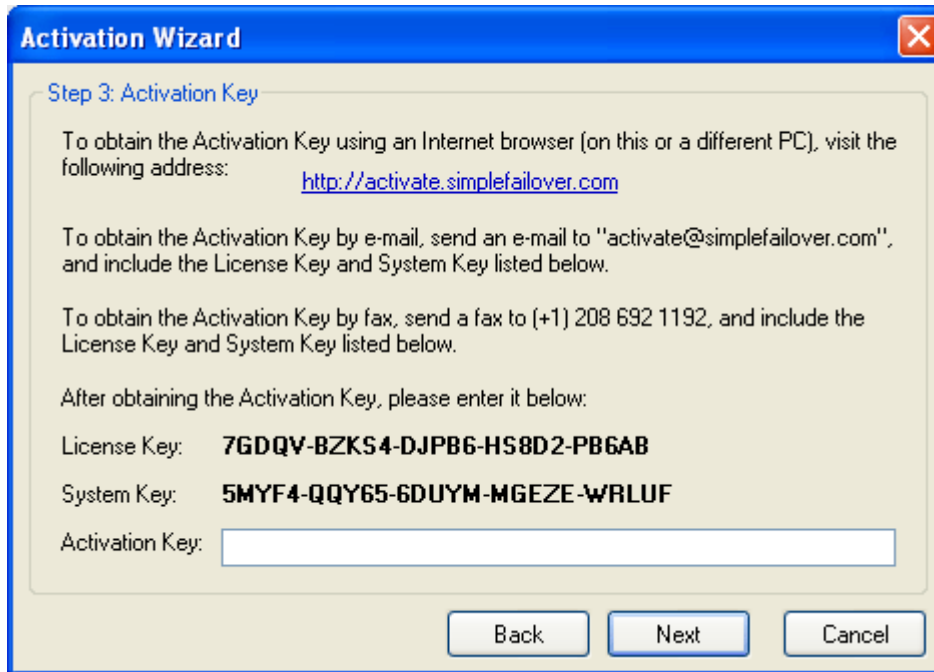 Activation Wizard
Step 3: Activation Key
To obtain the Activation Key using an Internet browser (on this or a different PC), visit the
following address:
http://activate.simplefailover.com
To obtain the Activation Key by e-mail, send an e-mail to "activate@simplefailover.com",
and include the License Key and System Key listed below.
To obtain the Activation Key by fax, send a fax to (+1) 208 692 1192, and include the
License Key and System Key listed below.
After obtaining the Activation Key, please enter it below:
License Key: 7GDQV-BZKS4-DJPB6-HS8D2-PB6AB
System Key: 5MYF4-QQY65-6DUYM-MGEZE-WRLUF
Activation Key:
Back Next Cancel